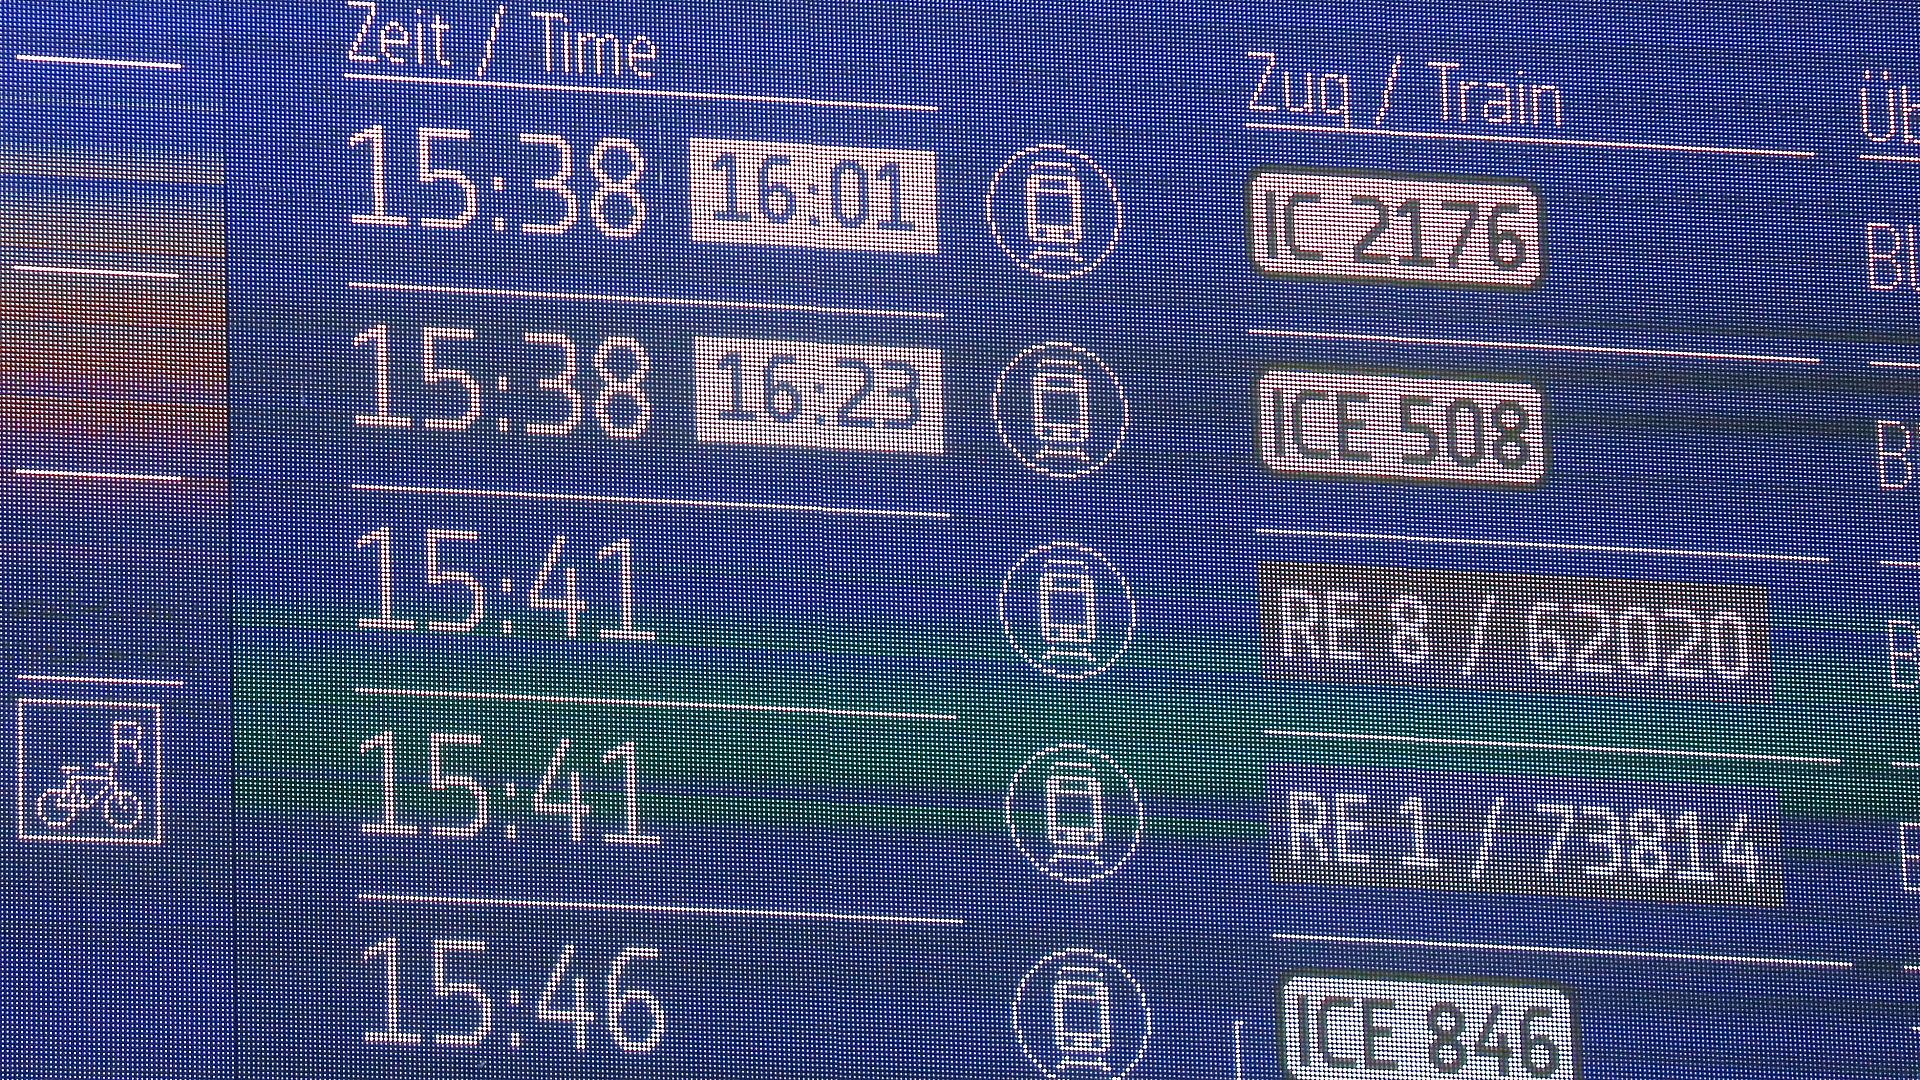 Zeit / Time Zug / Train Üb
15:38 16:01 IC 2176
15:38 16:23 ICE 508
15:41 RE 8 / 62020
R
15:41 RE 1 / 73814
15:46 ICE 846